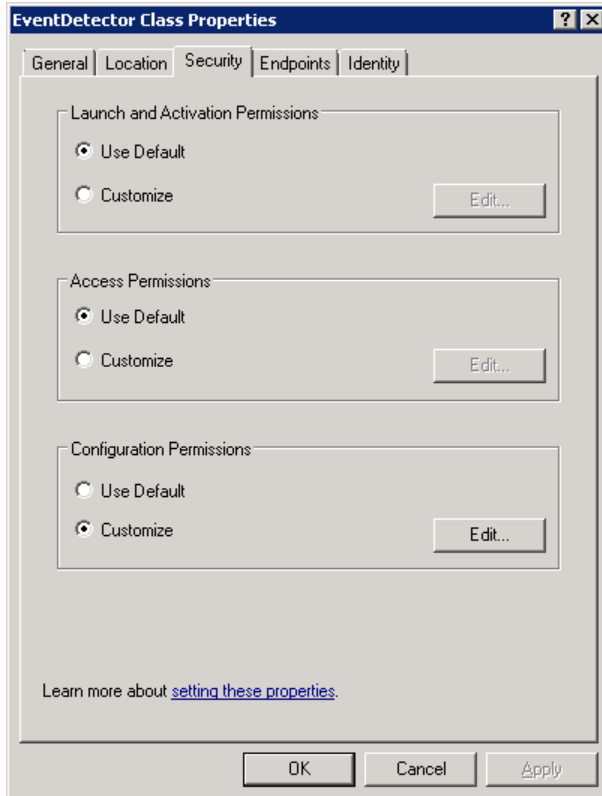 EventDetector Class Properties
General Location Security Endpoints Identity
Launch and Activation Permissions
Use Default
Customize Edit...
Access Permissions
Use Default
Customize Edit...
Configuration Permissions
Use Default
Customize Edit...
Learn more about setting these properties.
OK Cancel Apply